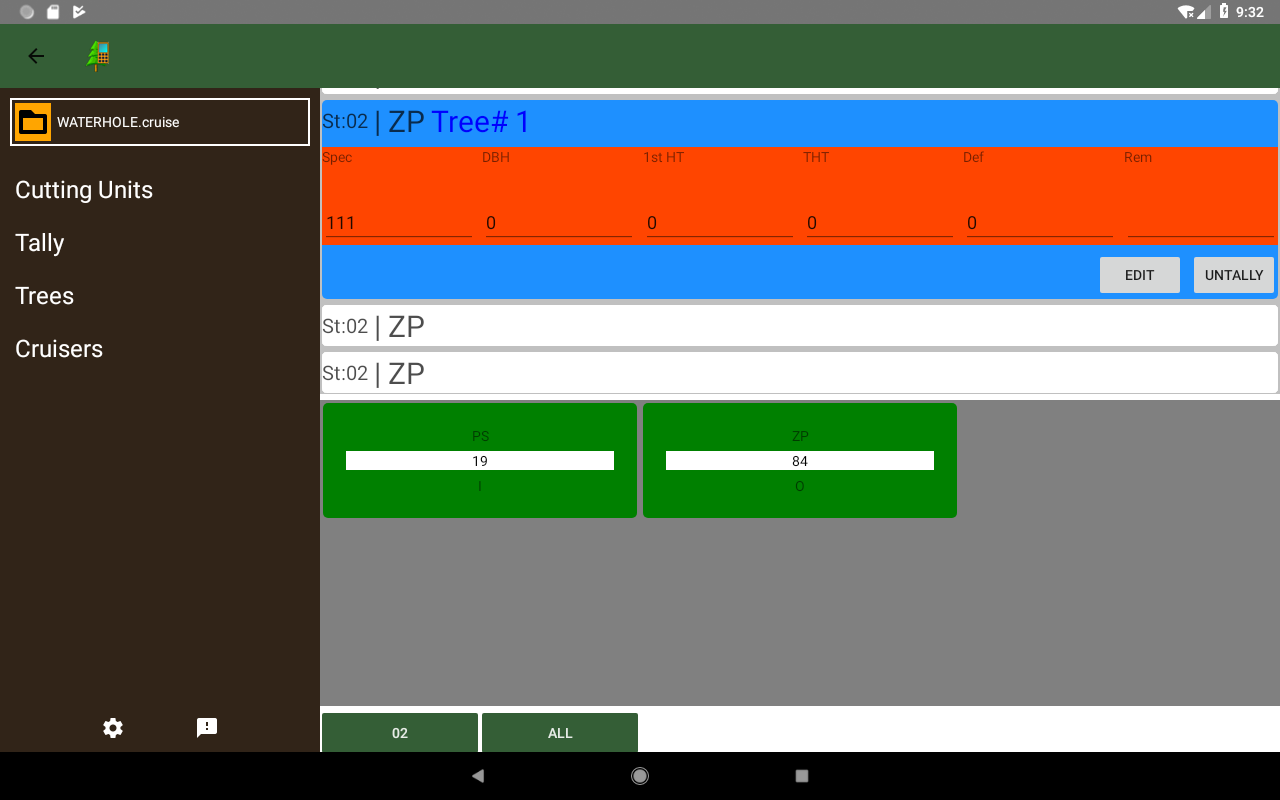 9:32
WATERHOLE.cruise
Cutting Units
Tally
Trees
Cruisers
St:02 | ZP Tree# 1
Spec DBH 1st HT THT Def Rem
111 0 0 0 0
EDIT UNTALLY
St:02 | ZP
St:02 | ZP
PS ZP
19 84
I O
02 ALL